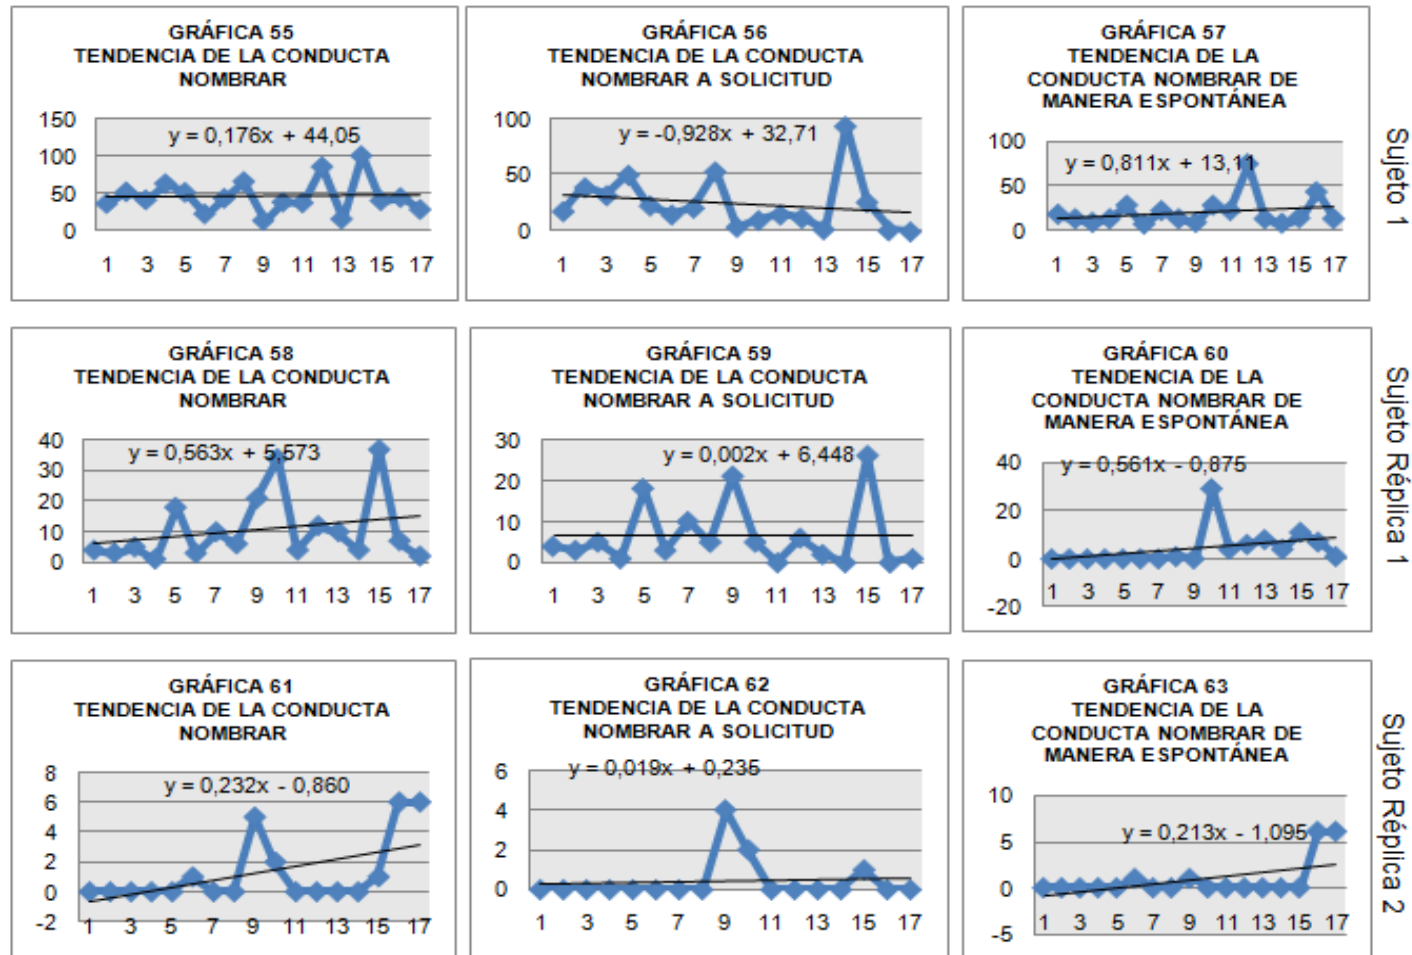 GRÁFICA 55
TENDENCIA DE LA CONDUCTA
NOMBRAR
y = 0,176x + 44,05
150
100
50
0
1 3 5 7 9 11 13 15 17
GRÁFICA 56
TENDENCIA DE LA CONDUCTA
NOMBRAR A SOLICITUD
y = -0,928x + 32,71
100
50
0
1 3 5 7 9 11 13 15 17
GRÁFICA 57
TENDENCIA DE LA
CONDUCTA NOMBRAR DE
MANERA ESPONTÁNEA
y = 0,811x + 13,11
100
50
0
1 3 5 7 9 11 13 15 17
Sujeto 1
GRÁFICA 58
TENDENCIA DE LA CONDUCTA
NOMBRAR
y = 0,563x + 5,573
40
30
20
10
0
1 3 5 7 9 11 13 15 17
GRÁFICA 59
TENDENCIA DE LA CONDUCTA
NOMBRAR A SOLICITUD
y = 0,002x + 6,448
30
20
10
0
1 3 5 7 9 11 13 15 17
GRÁFICA 60
TENDENCIA DE LA
CONDUCTA NOMBRAR DE
MANERA ESPONTÁNEA
y = 0,561x - 0,875
40
20
0
-20
1 3 5 7 9 11 13 15 17
Sujeto Réplica 1
GRÁFICA 61
TENDENCIA DE LA CONDUCTA
NOMBRAR
y = 0,232x - 0,860
8
6
4
2
0
-2
1 3 5 7 9 11 13 15 17
GRÁFICA 62
TENDENCIA DE LA CONDUCTA
NOMBRAR A SOLICITUD
y = 0,019x + 0,235
6
4
2
0
1 3 5 7 9 11 13 15 17
GRÁFICA 63
TENDENCIA DE LA
CONDUCTA NOMBRAR DE
MANERA ESPONTÁNEA
y = 0,213x - 1,095
10
5
0
-5
1 3 5 7 9 11 13 15 17
Sujeto Réplica 2